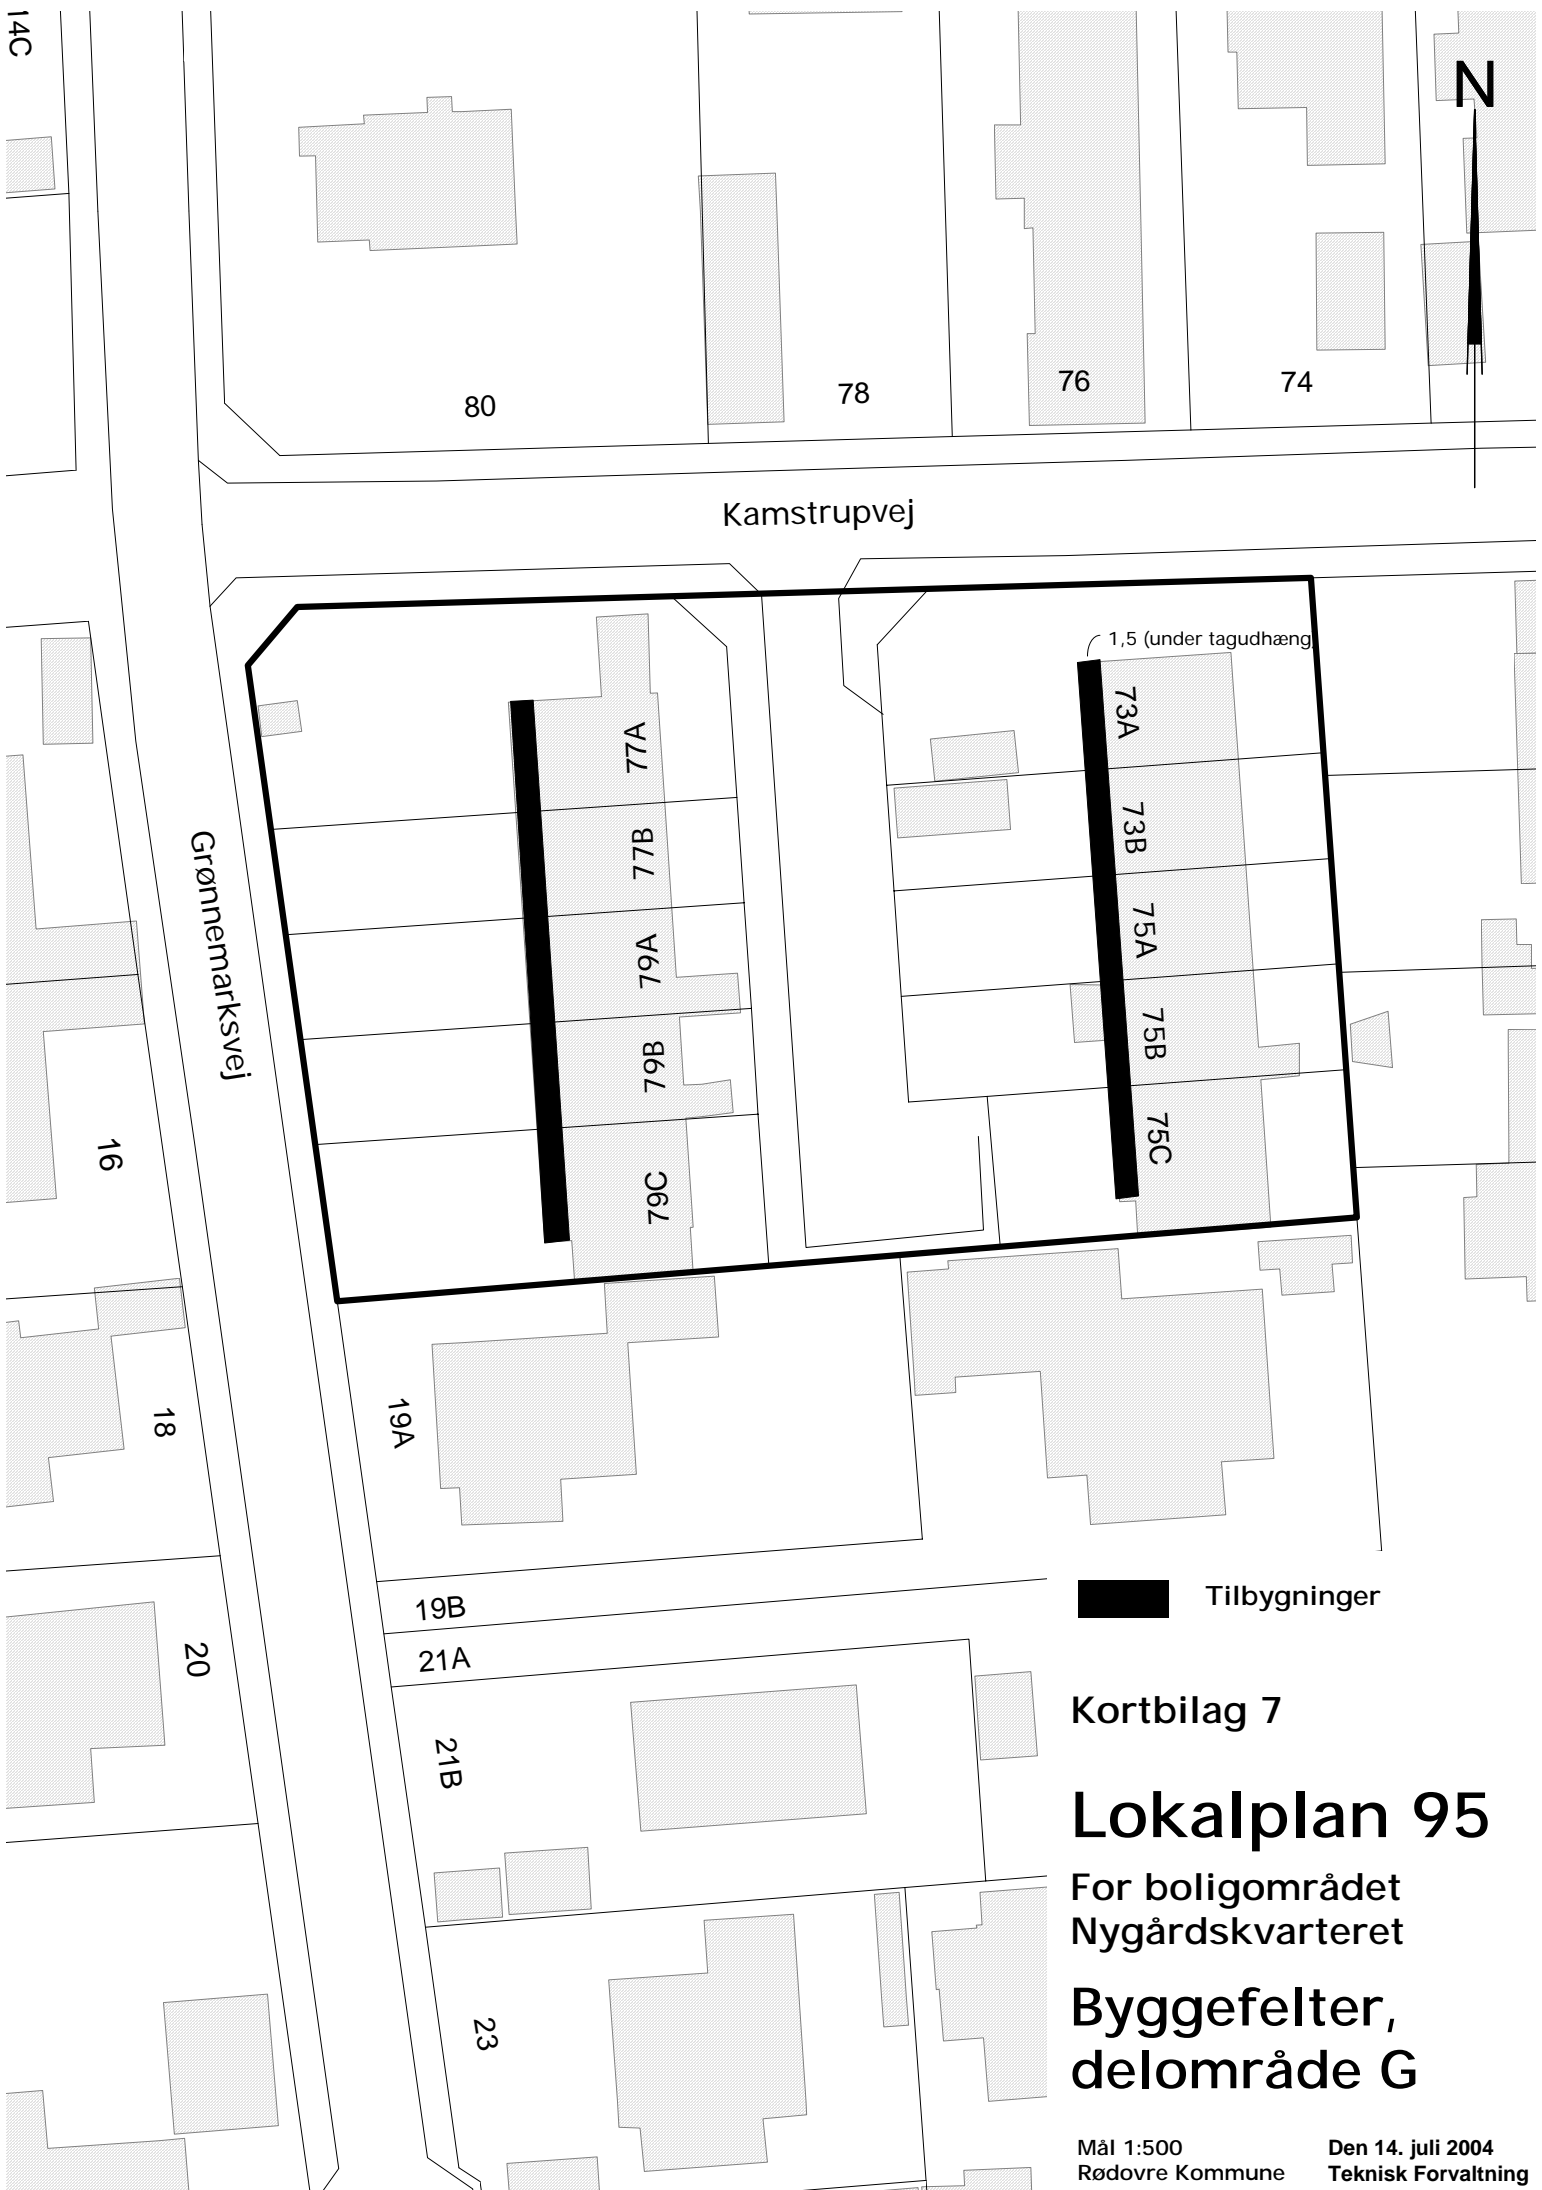 14C
N
80
78
76
74
Kamstrupvej
1,5 (under tagudhæng
73A
73B
75A
75B
75C
77A
77B
79A
79B
79C
Grønnemarksvej
16
18
20
19A
19B
21A
21B
23
Tilbygninger
Kortbilag 7
Lokalplan 95
For boligområdet
Nygårdskvarteret
Byggefelter,
delområde G
Mål 1:500
Rødovre Kommune
Den 14. juli 2004
Teknisk Forvaltning